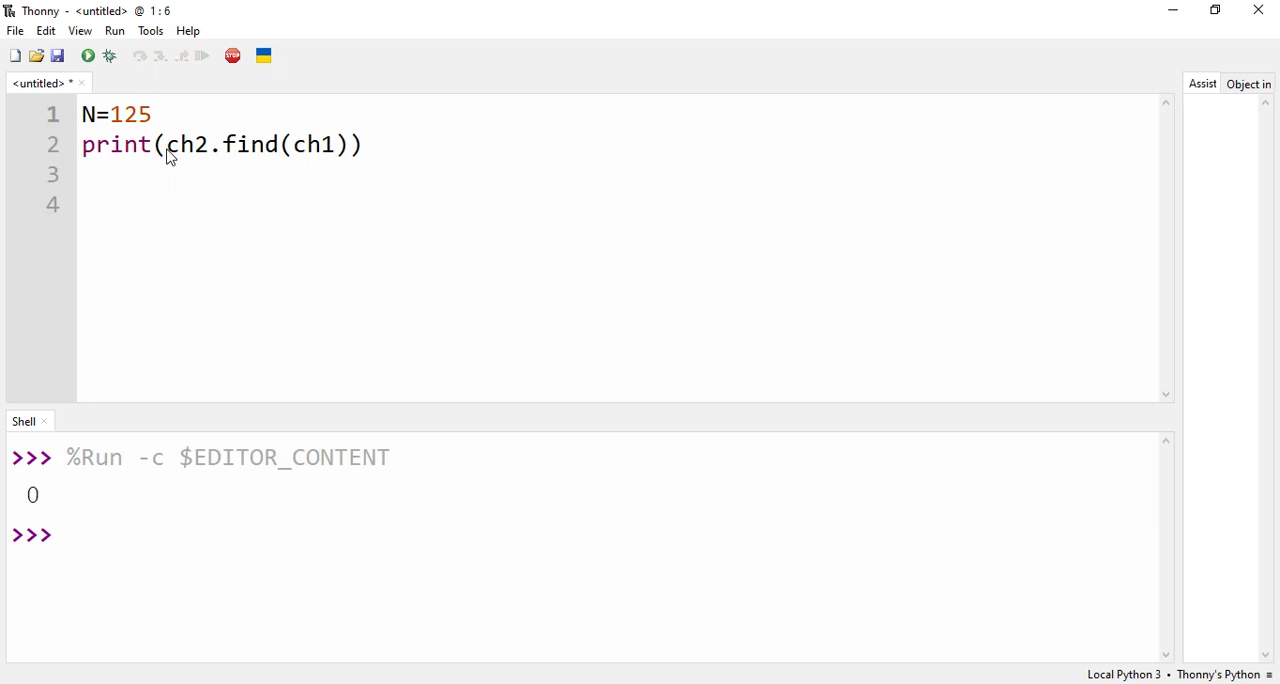 Thonny - <untitled> @ 1:6
File Edit View Run Tools Help
STOP
<untitled> *
Assist Object in
1 N=125
2 print(ch2.find(ch1))
3
4
Shell
>>> %Run -c $EDITOR_CONTENT
0
>>>
Local Python 3 • Thonny's Python ≡